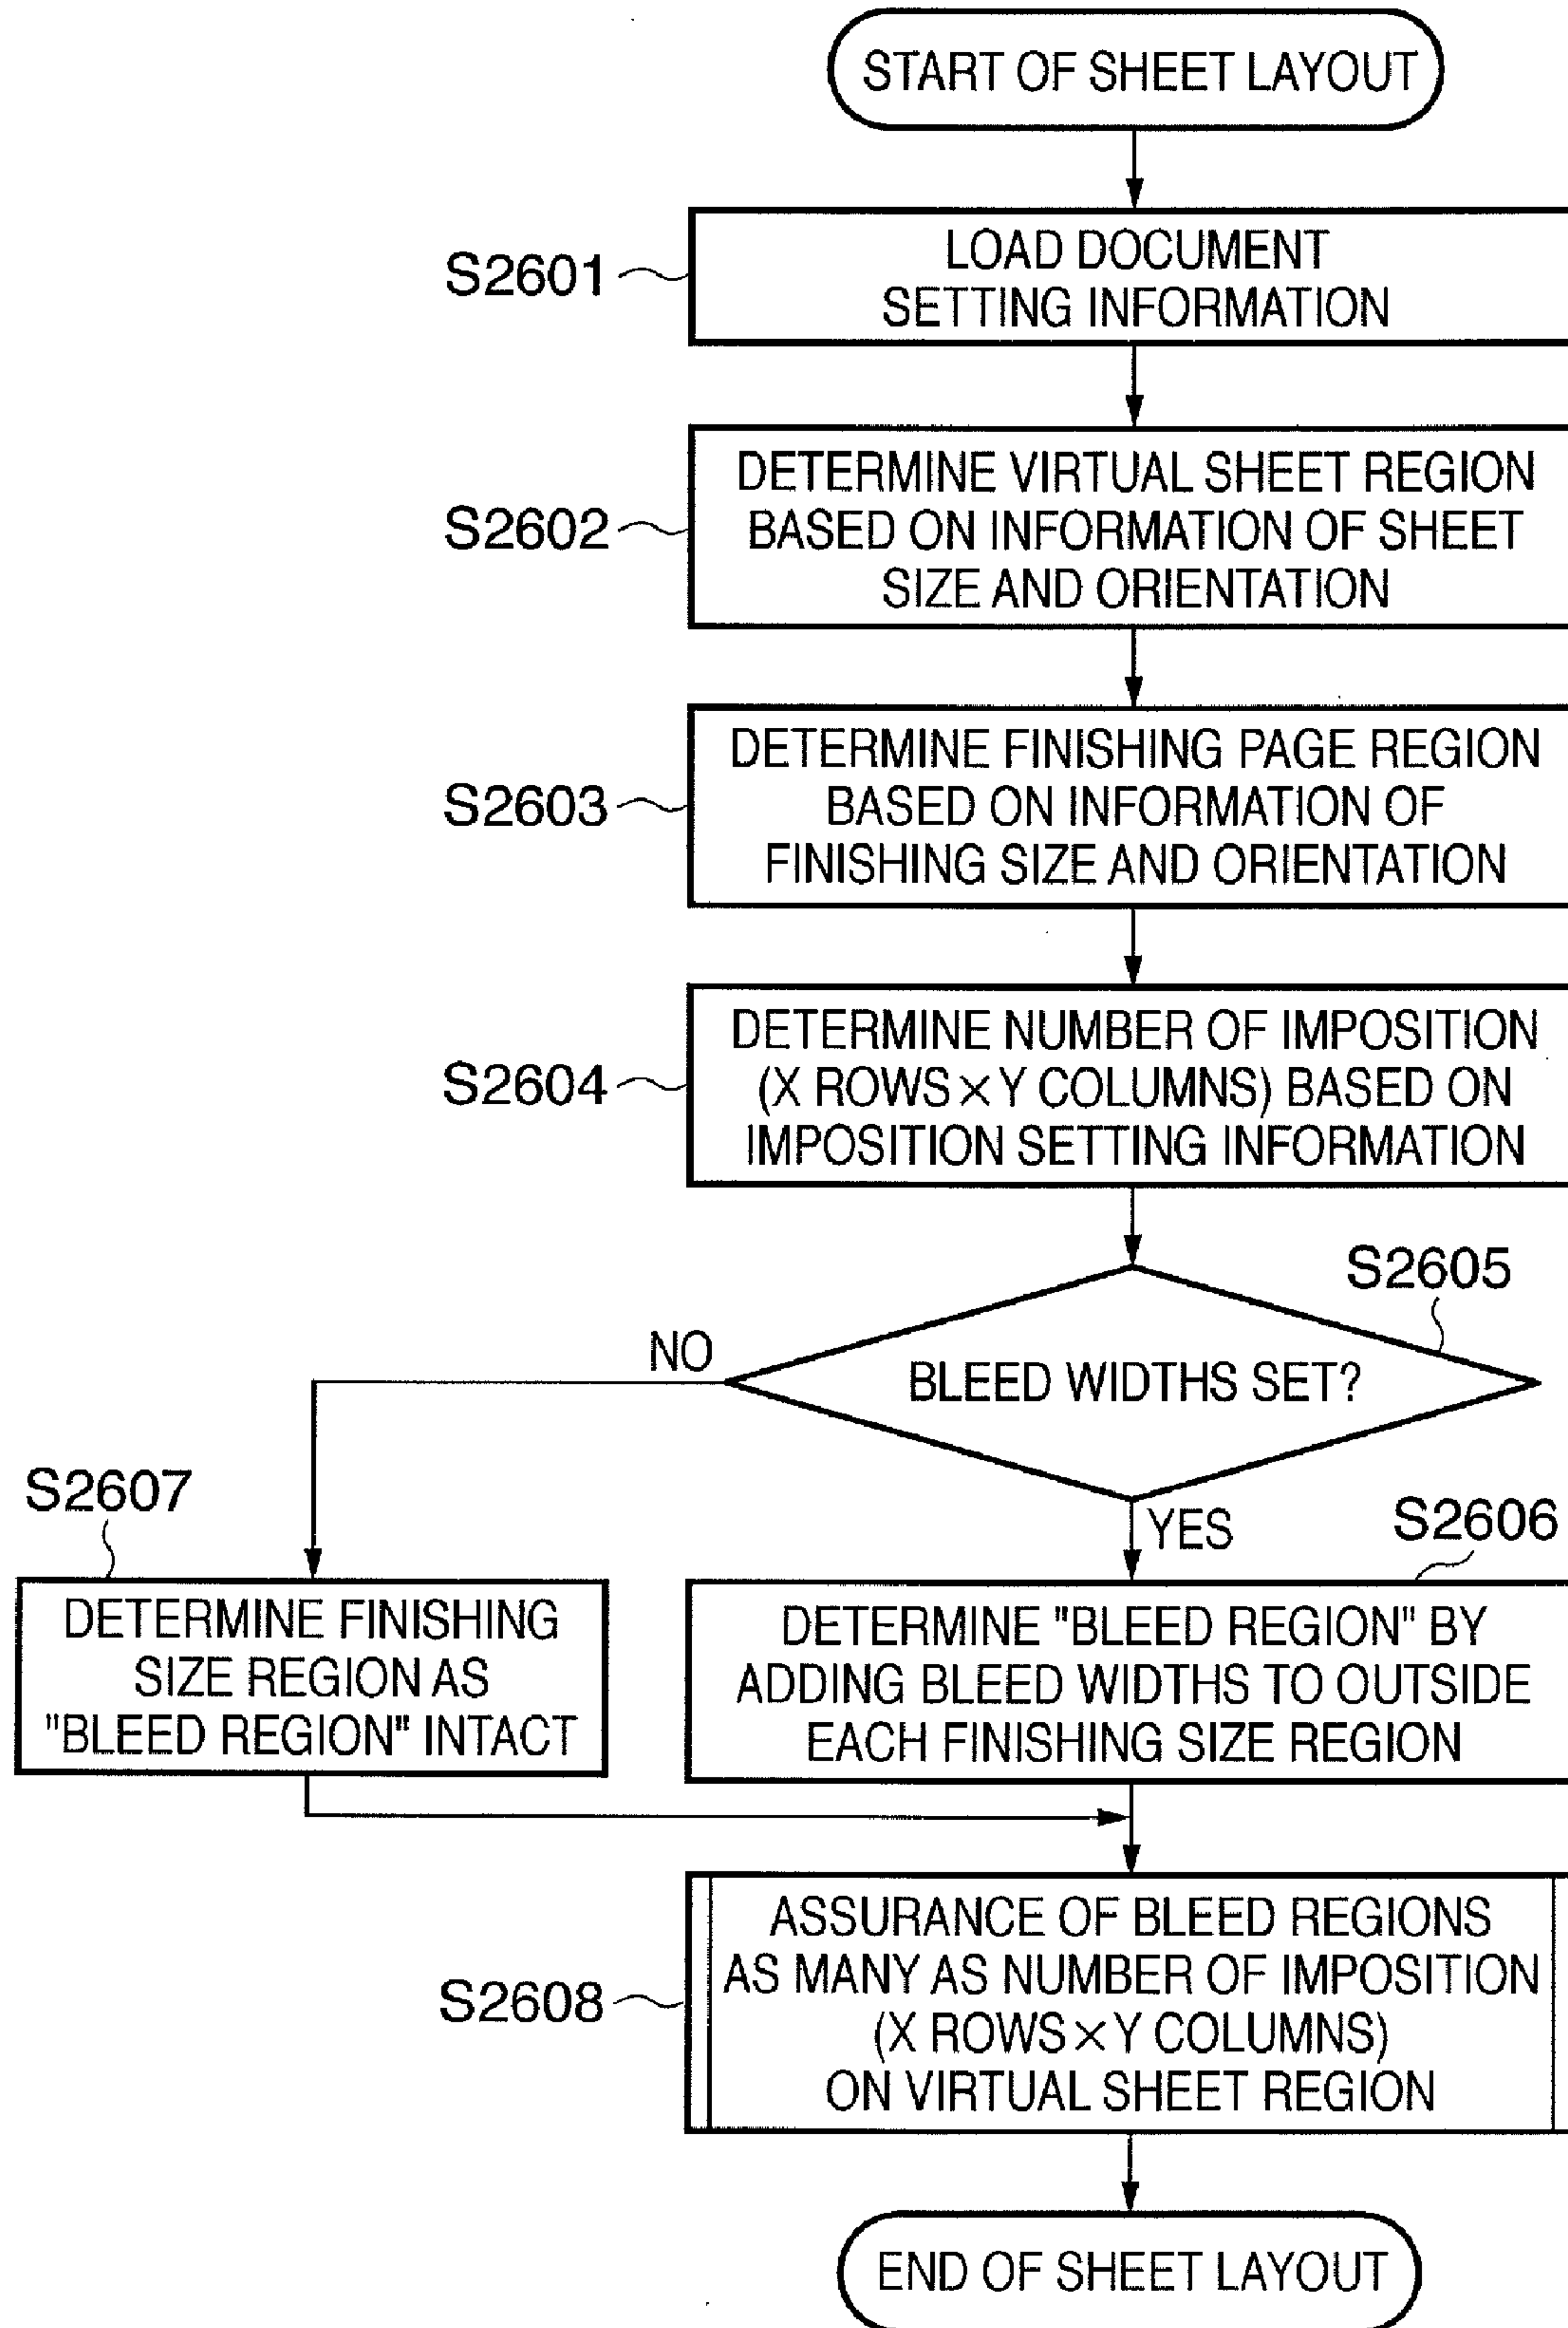 START OF SHEET LAYOUT
S2601
LOAD DOCUMENT
SETTING INFORMATION
S2602
DETERMINE VIRTUAL SHEET REGION
BASED ON INFORMATION OF SHEET
SIZE AND ORIENTATION
S2603
DETERMINE FINISHING PAGE REGION
BASED ON INFORMATION OF
FINISHING SIZE AND ORIENTATION
S2604
DETERMINE NUMBER OF IMPOSITION
(X ROWS×Y COLUMNS) BASED ON
IMPOSITION SETTING INFORMATION
S2605
BLEED WIDTHS SET?
NO
YES
S2607
DETERMINE FINISHING
SIZE REGION AS
"BLEED REGION" INTACT
S2606
DETERMINE "BLEED REGION" BY
ADDING BLEED WIDTHS TO OUTSIDE
EACH FINISHING SIZE REGION
S2608
ASSURANCE OF BLEED REGIONS
AS MANY AS NUMBER OF IMPOSITION
(X ROWS×Y COLUMNS)
ON VIRTUAL SHEET REGION
END OF SHEET LAYOUT